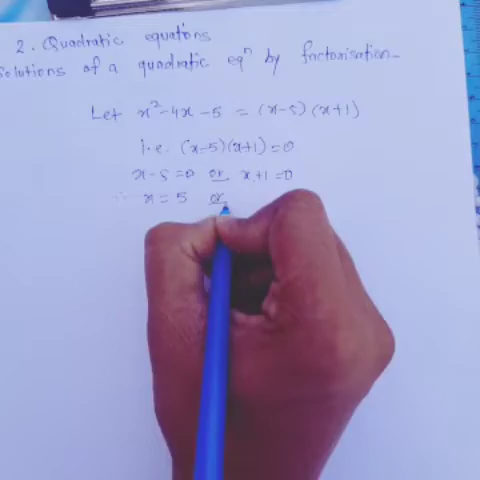 2. Quadratic equations
Solutions of a quadratic eqⁿ by factorisation-
Let x²-4x-5 = (x-5)(x+1)
i.e. (x-5)(x+1)=0
x-5=0 or x+1=0
∴ x = 5 or